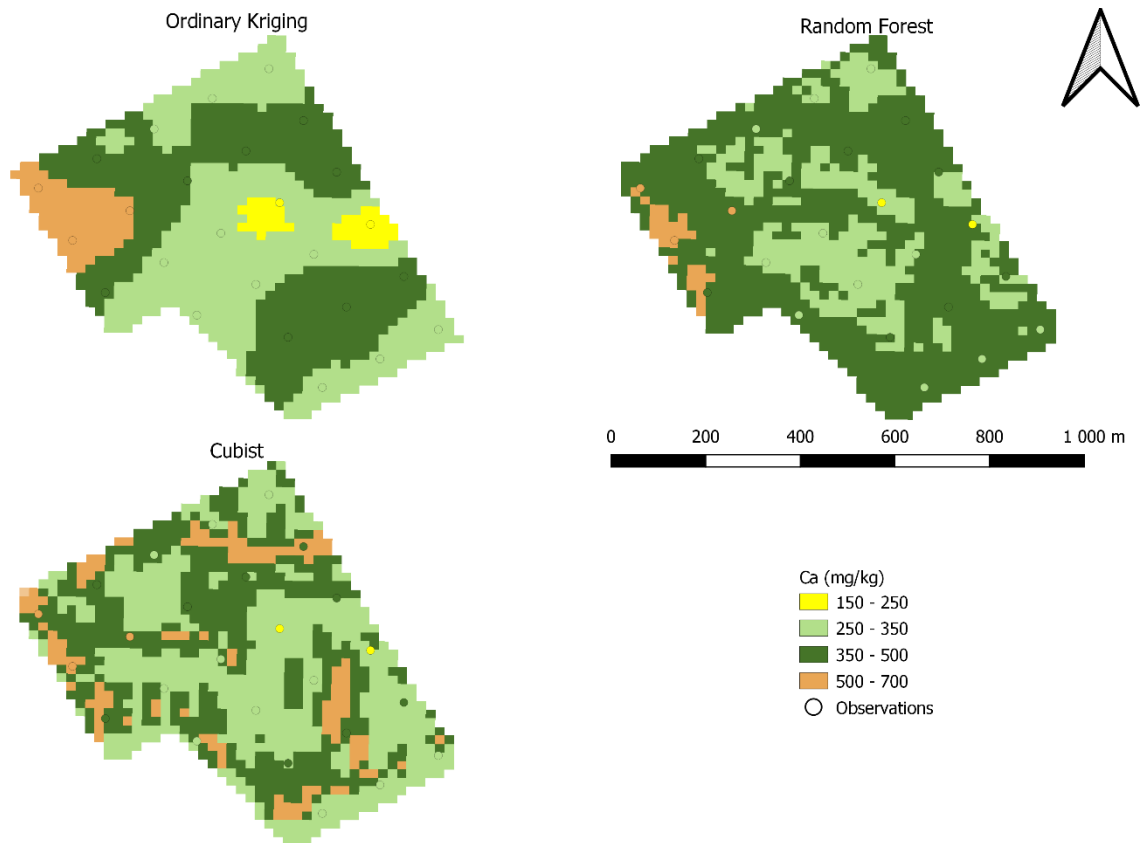 Ordinary Kriging
Random Forest
0 200 400 600 800 1 000 m
Cubist
Ca (mg/kg)
150 - 250
250 - 350
350 - 500
500 - 700
Observations